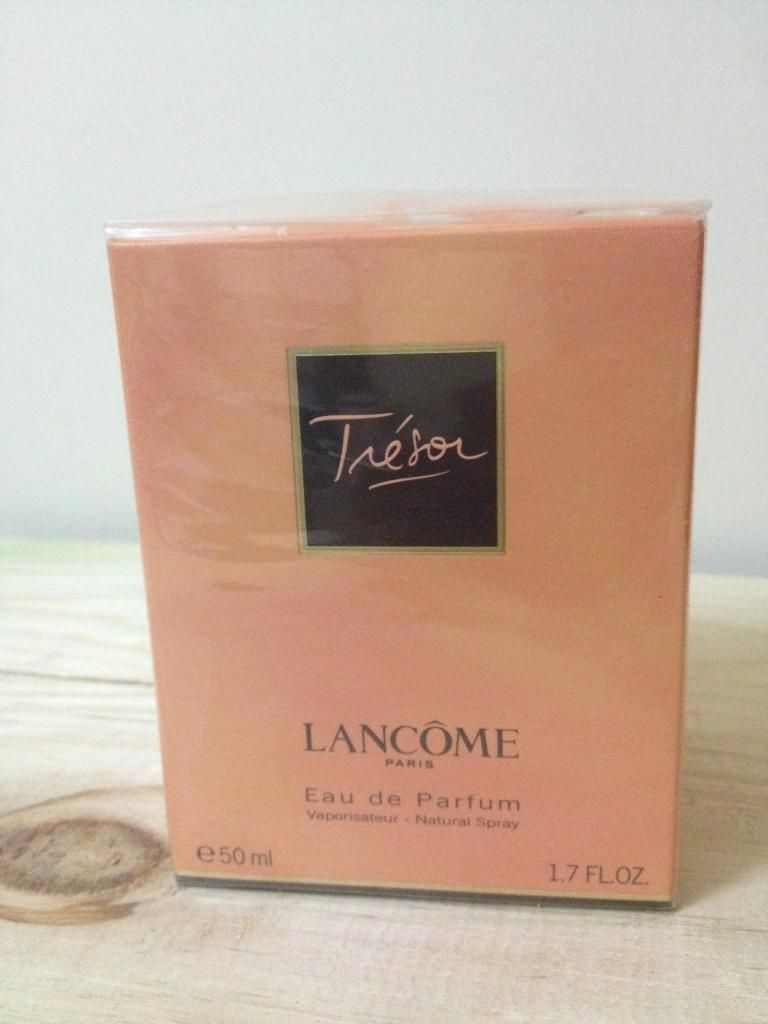 Trésor
LANCÔME
PARIS
Eau de Parfum
Vaporisateur - Natural Spray
℮ 50 ml
1.7 FL.OZ.